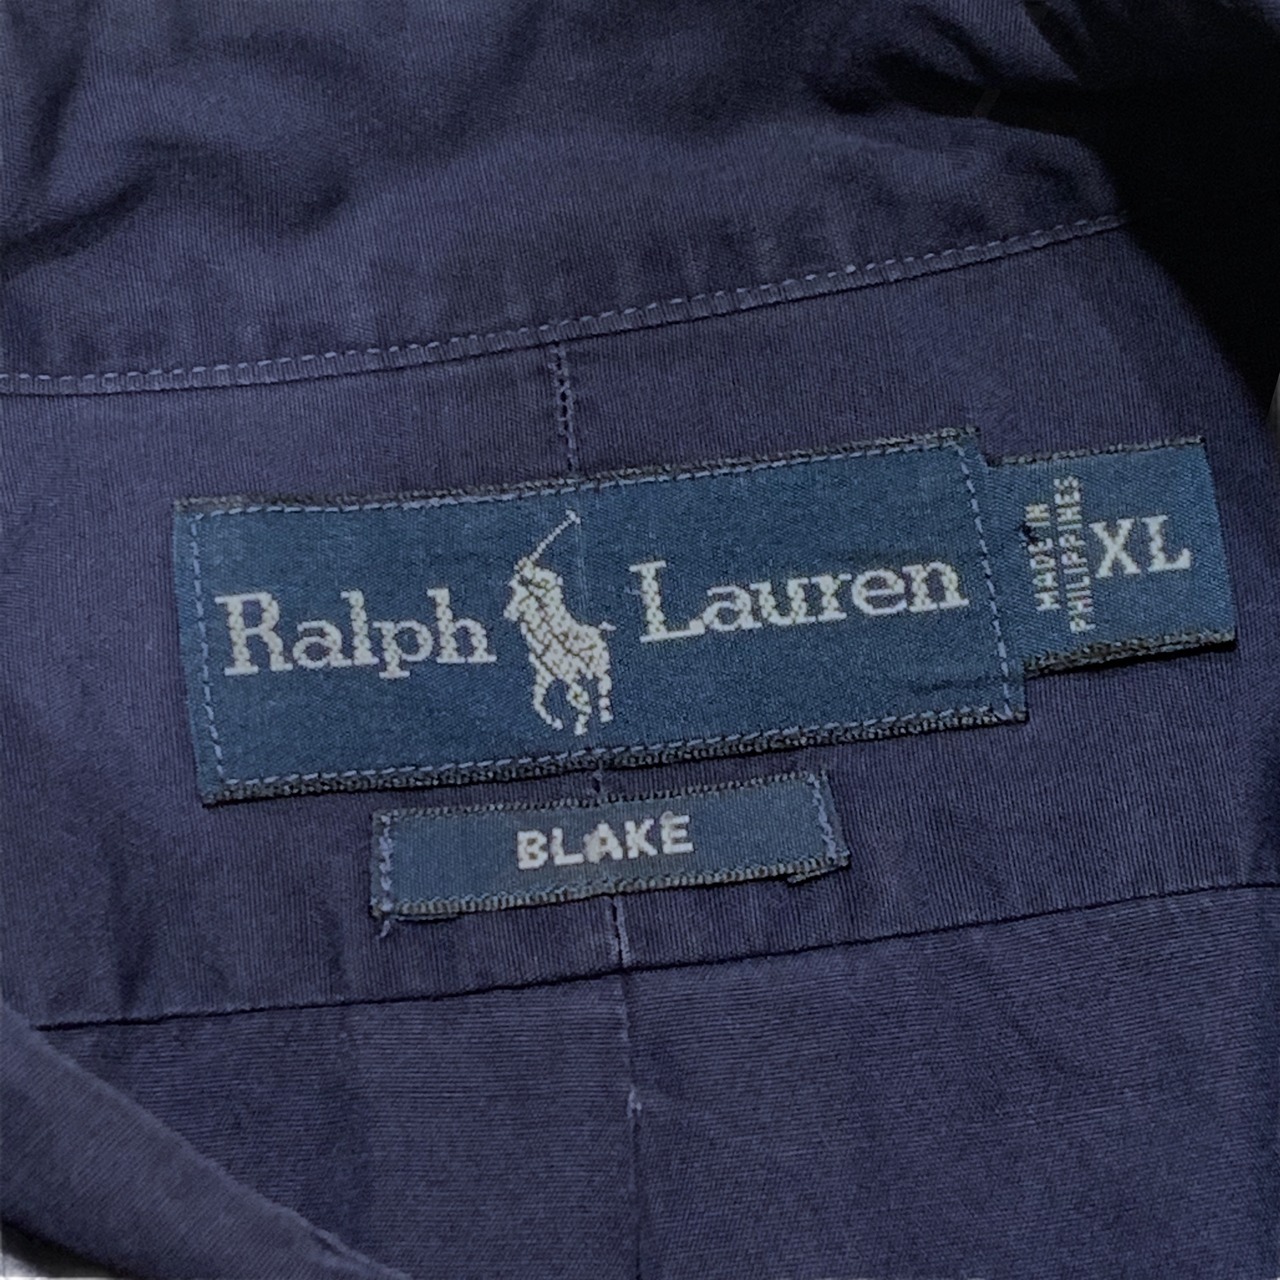 Ralph Lauren
MADE IN
PHILIPPINES
XL
BLAKE